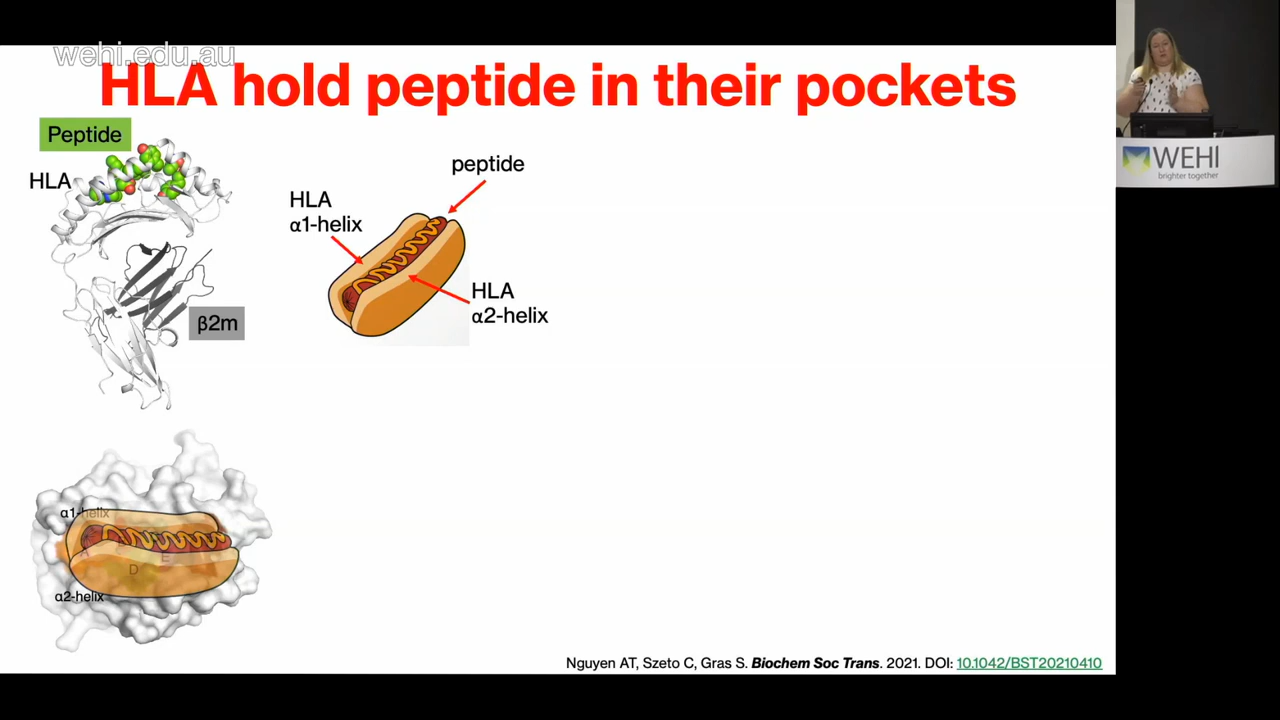 wehi.edu.au
HLA hold peptide in their pockets
Peptide
HLA
β2m
peptide
HLA
α1-helix
HLA
α2-helix
α1-helix
E
D
α2-helix
Nguyen AT, Szeto C, Gras S. Biochem Soc Trans. 2021. DOI: 10.1042/BST20210410
WEHI
brighter together